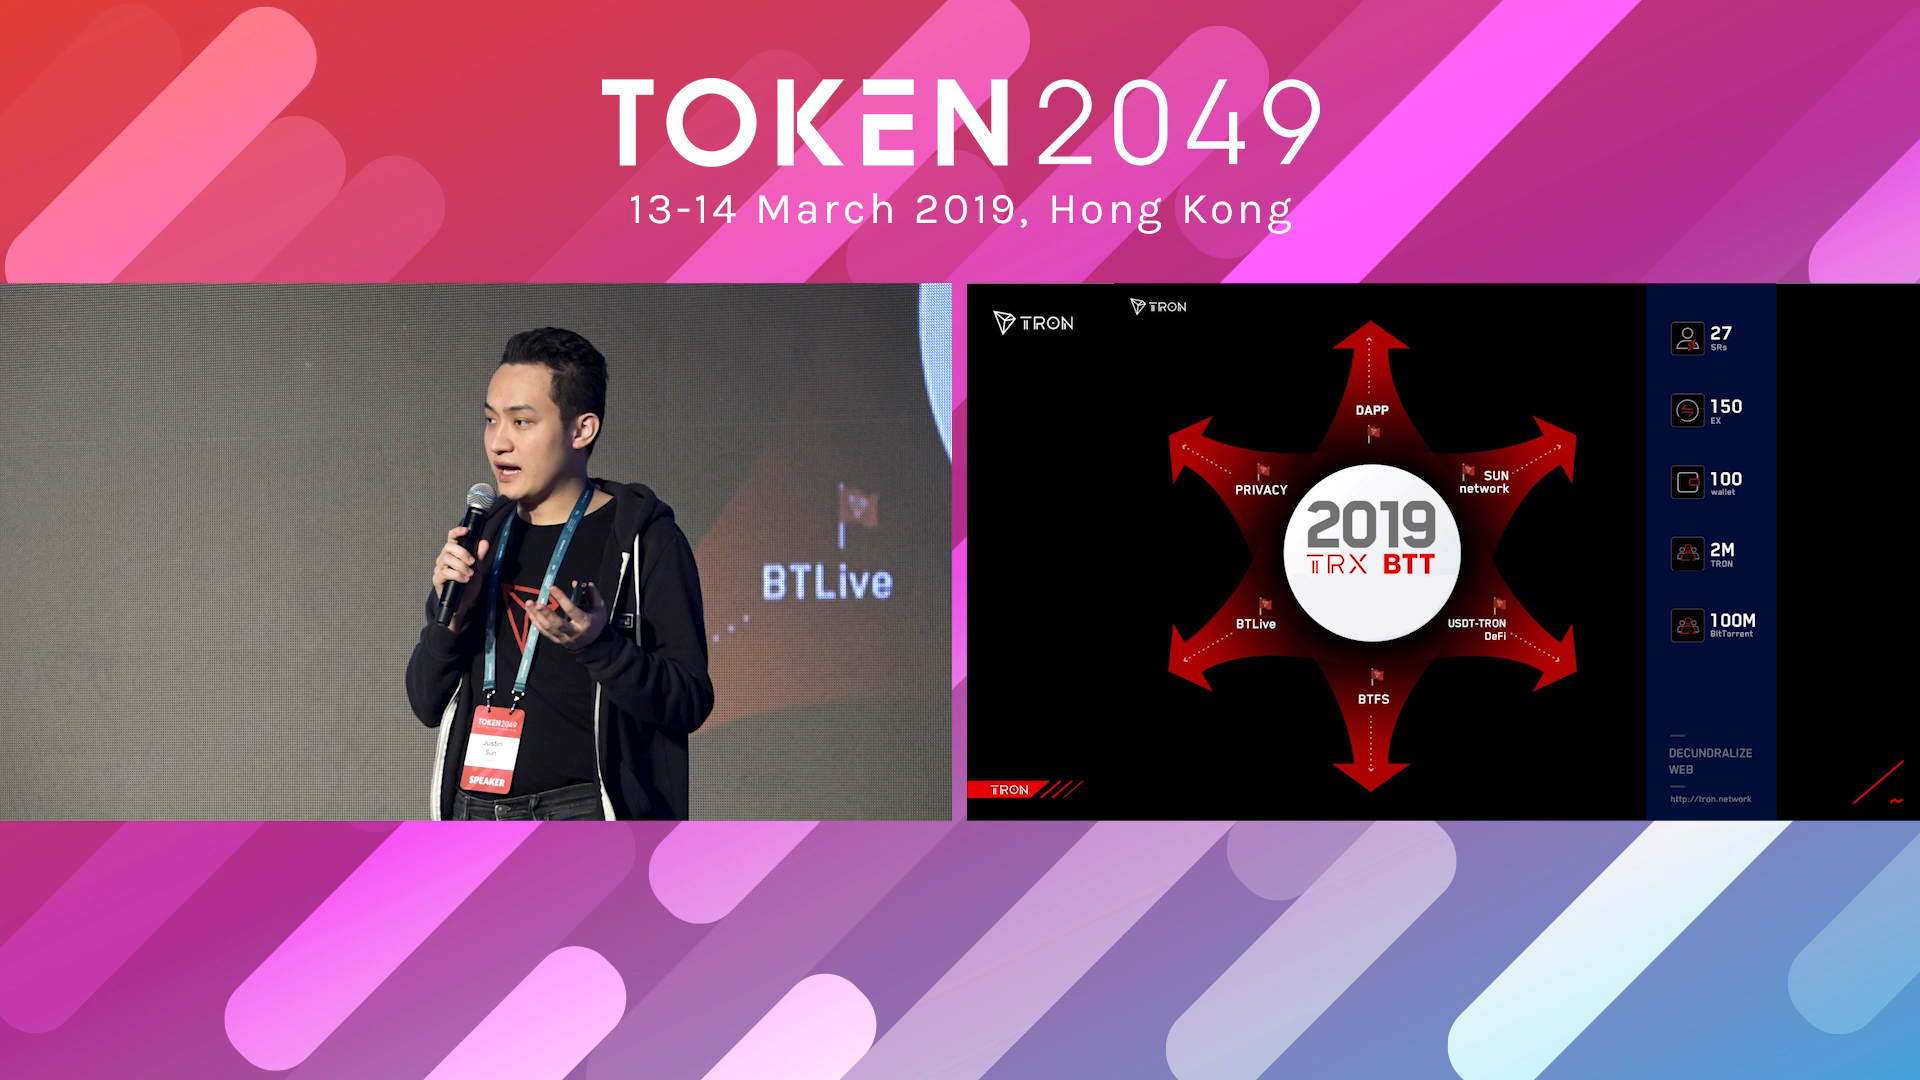 TOKEN2049
13-14 March 2019, Hong Kong
BTLive
TOKEN2049
Justin
Sun
SPEAKER
TRON
TRON
DAPP
PRIVACY
SUN
network
2019
TRX BTT
BTLive
USDT-TRON
DeFi
BTFS
TRON
27
SRs
150
EX
100
wallet
2M
TRON
100M
BitTorrent
DECUNDRALIZE
WEB
http://tron.network